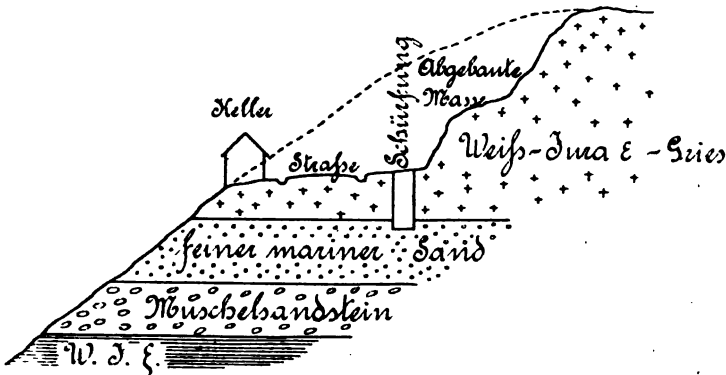 Keller
Straße
Schürfung
Abgebaute
Masse
Weiß-Jura ε - Gries
feiner mariner Sand
Muschelsandstein
W. J. ξ.